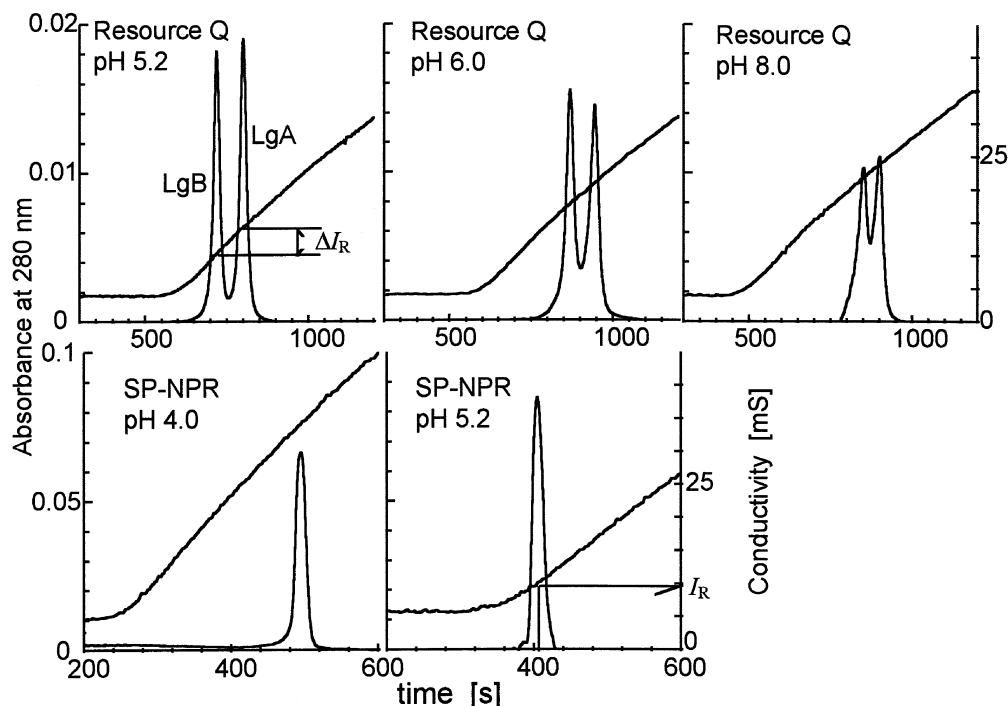 Resource Q
pH 5.2
Resource Q
pH 6.0
Resource Q
pH 8.0
0.02
0.01
0
LgA
LgB
ΔIR
500
1000
500
1000
500
1000
25
0
Absorbance at 280 nm
SP-NPR
pH 4.0
SP-NPR
pH 5.2
0.1
0.05
0
200
400
600
400
600
25
0
IR
Conductivity [mS]
time [s]